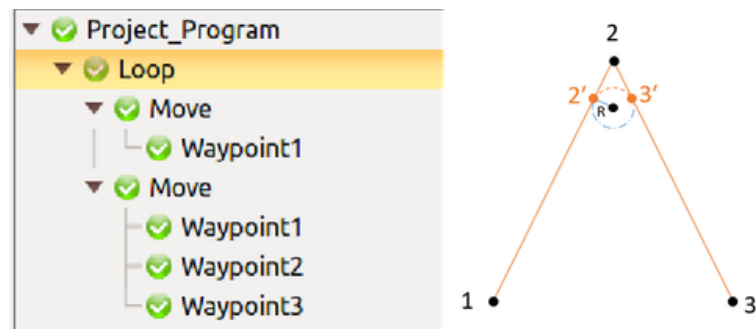 Project_Program
Loop
Move
Waypoint1
Move
Waypoint1
Waypoint2
Waypoint3
2
2' 3'
R
1 3